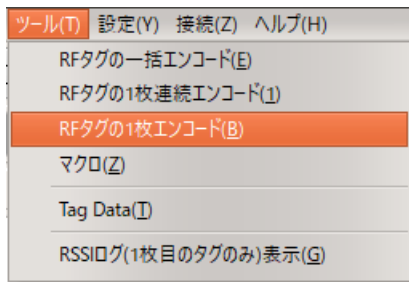 ツール(T) 設定(Y) 接続(Z) ヘルプ(H)
RFタグの一括エンコード(E)
RFタグの1枚連続エンコード(1)
RFタグの1枚エンコード(B)
マクロ(Z)
Tag Data(T)
RSSIログ(1枚目のタグのみ)表示(G)